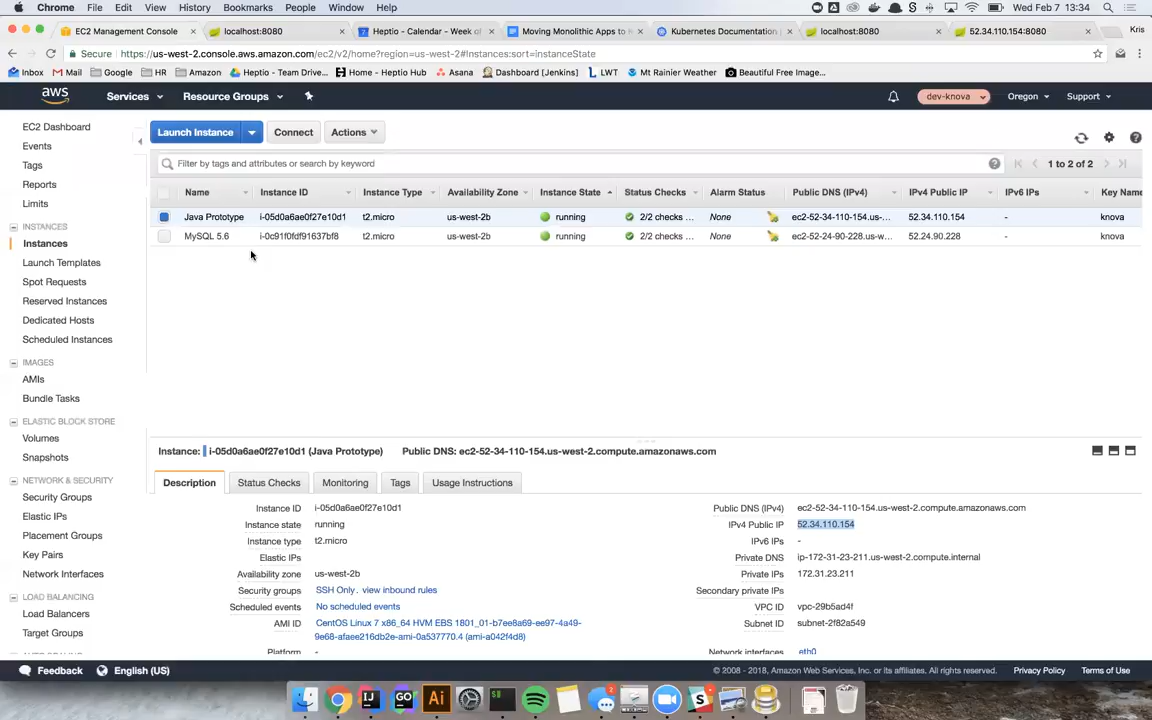 Chrome File Edit View History Bookmarks People Window Help Wed Feb 7 13:34
EC2 Management Console localhost:8080 Heptio - Calendar - Week of Moving Monolithic Apps to Kubernetes Documentation localhost:8080 52.34.110.154:8080 Kris
Secure https://us-west-2.console.aws.amazon.com/ec2/v2/home?region=us-west-2#Instances:sort=instanceState
Inbox Mail Google HR Amazon Heptio - Team Drive... Home - Heptio Hub Asana Dashboard [Jenkins] LWT Mt Rainier Weather Beautiful Free Image...
aws Services Resource Groups dev-knova Oregon Support
EC2 Dashboard
Events
Tags
Reports
Limits
INSTANCES
Instances
Launch Templates
Spot Requests
Reserved Instances
Dedicated Hosts
Scheduled Instances
IMAGES
AMIs
Bundle Tasks
ELASTIC BLOCK STORE
Volumes
Snapshots
NETWORK & SECURITY
Security Groups
Elastic IPs
Placement Groups
Key Pairs
Network Interfaces
LOAD BALANCING
Load Balancers
Target Groups
Launch Instance Connect Actions
Filter by tags and attributes or search by keyword 1 to 2 of 2
Name Instance ID Instance Type Availability Zone Instance State Status Checks Alarm Status Public DNS (IPv4) IPv4 Public IP IPv6 IPs Key Name
Java Prototype i-05d0a6ae0f27e10d1 t2.micro us-west-2b running 2/2 checks ... None ec2-52-34-110-154.us-... 52.34.110.154 - knova
MySQL 5.6 i-0c91f0fdf91637bf8 t2.micro us-west-2b running 2/2 checks ... None ec2-52-24-90-228.us-w... 52.24.90.228 - knova
Instance: i-05d0a6ae0f27e10d1 (Java Prototype) Public DNS: ec2-52-34-110-154.us-west-2.compute.amazonaws.com
Description Status Checks Monitoring Tags Usage Instructions
Instance ID i-05d0a6ae0f27e10d1 Public DNS (IPv4) ec2-52-34-110-154.us-west-2.compute.amazonaws.com
Instance state running IPv4 Public IP 52.34.110.154
Instance type t2.micro IPv6 IPs -
Elastic IPs Private DNS ip-172-31-23-211.us-west-2.compute.internal
Availability zone us-west-2b Private IPs 172.31.23.211
Security groups SSH Only. view inbound rules Secondary private IPs
Scheduled events No scheduled events VPC ID vpc-29b5ad4f
AMI ID CentOS Linux 7 x86_64 HVM EBS 1801_01-b7ee8a69-ee97-4a49- Subnet ID subnet-2f82a549
9e68-afaee216db2e-ami-0a537770.4 (ami-a042f4d8)
Platform - Network interfaces eth0
Feedback English (US) © 2008 - 2018, Amazon Web Services, Inc. or its affiliates. All rights reserved. Privacy Policy Terms of Use